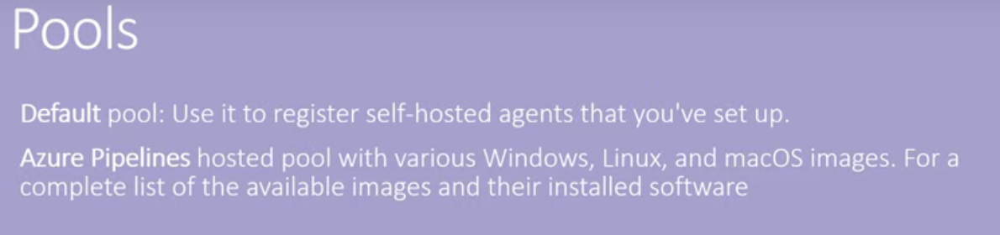 Pools
Default pool: Use it to register self-hosted agents that you've set up.
Azure Pipelines hosted pool with various Windows, Linux, and macOS images. For a
complete list of the available images and their installed software